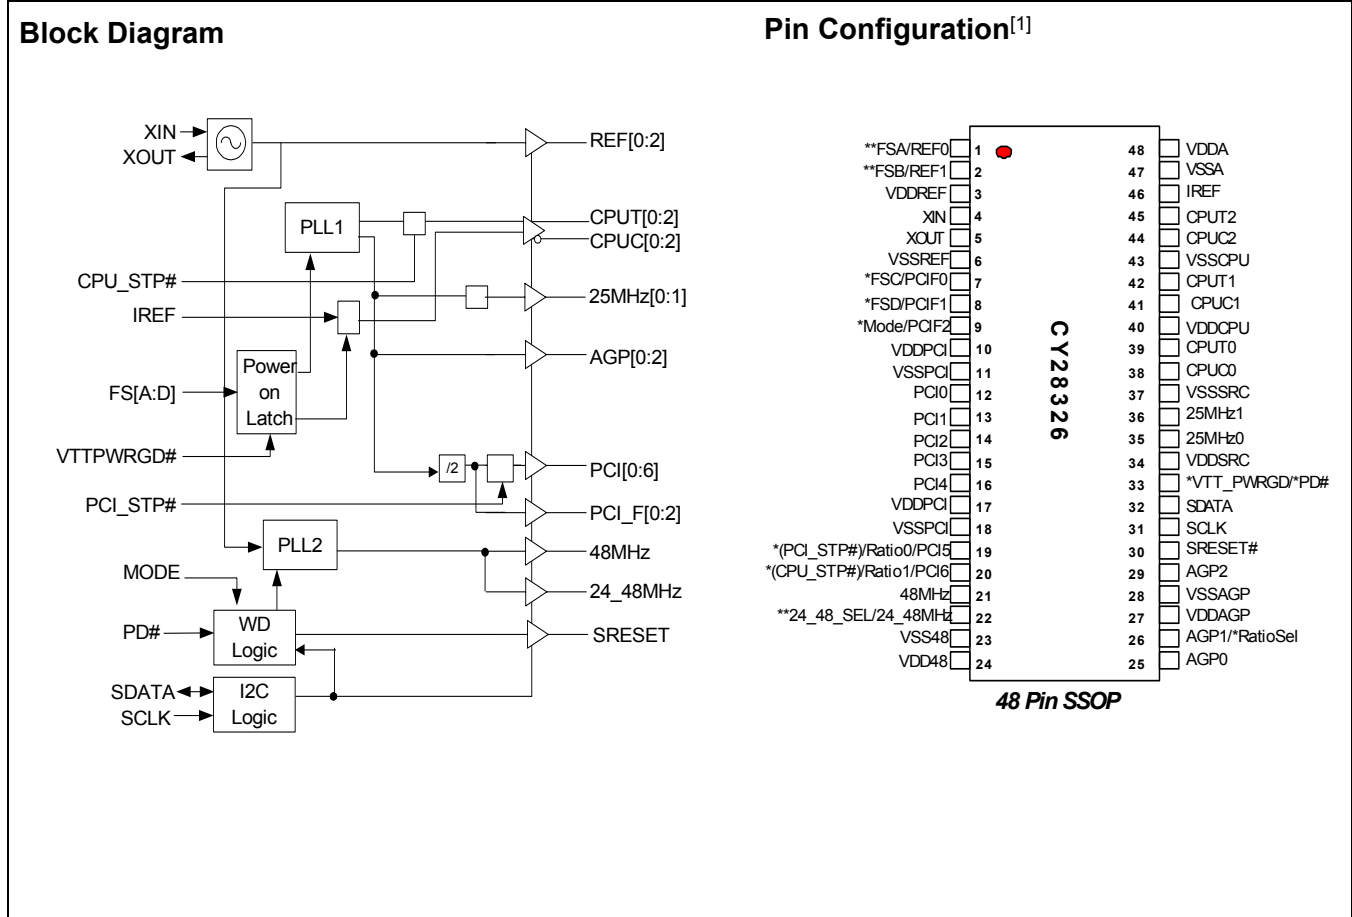 Block Diagram
XIN
XOUT
REF[0:2]
PLL1
CPUT[0:2]
CPUC[0:2]
CPU_STP#
25MHz[0:1]
IREF
AGP[0:2]
Power
on
Latch
FS[A:D]
VTTPWRGD#
/2
PCI[0:6]
PCI_STP#
PCI_F[0:2]
PLL2
48MHz
MODE
24_48MHz
PD#
WD
Logic
SRESET
SDATA
SCLK
I2C
Logic
Pin Configuration[1]
**FSA/REF0 1
**FSB/REF1 2
VDDREF 3
XIN 4
XOUT 5
VSSREF 6
*FSC/PCIF0 7
*FSD/PCIF1 8
*Mode/PCIF2 9
VDDPCI 10
VSSPCI 11
PCI0 12
PCI1 13
PCI2 14
PCI3 15
PCI4 16
VDDPCI 17
VSSPCI 18
*(PCI_STP#)/Ratio0/PCI5 19
*(CPU_STP#)/Ratio1/PCI6 20
48MHz 21
**24_48_SEL/24_48MHz 22
VSS48 23
VDD48 24
CY28326
48 VDDA
47 VSSA
46 IREF
45 CPUT2
44 CPUC2
43 VSSCPU
42 CPUT1
41 CPUC1
40 VDDCPU
39 CPUT0
38 CPUC0
37 VSSSRC
36 25MHz1
35 25MHz0
34 VDDSRC
33 *VTT_PWRGD/*PD#
32 SDATA
31 SCLK
30 SRESET#
29 AGP2
28 VSSAGP
27 VDDAGP
26 AGP1/*RatioSel
25 AGP0
48 Pin SSOP